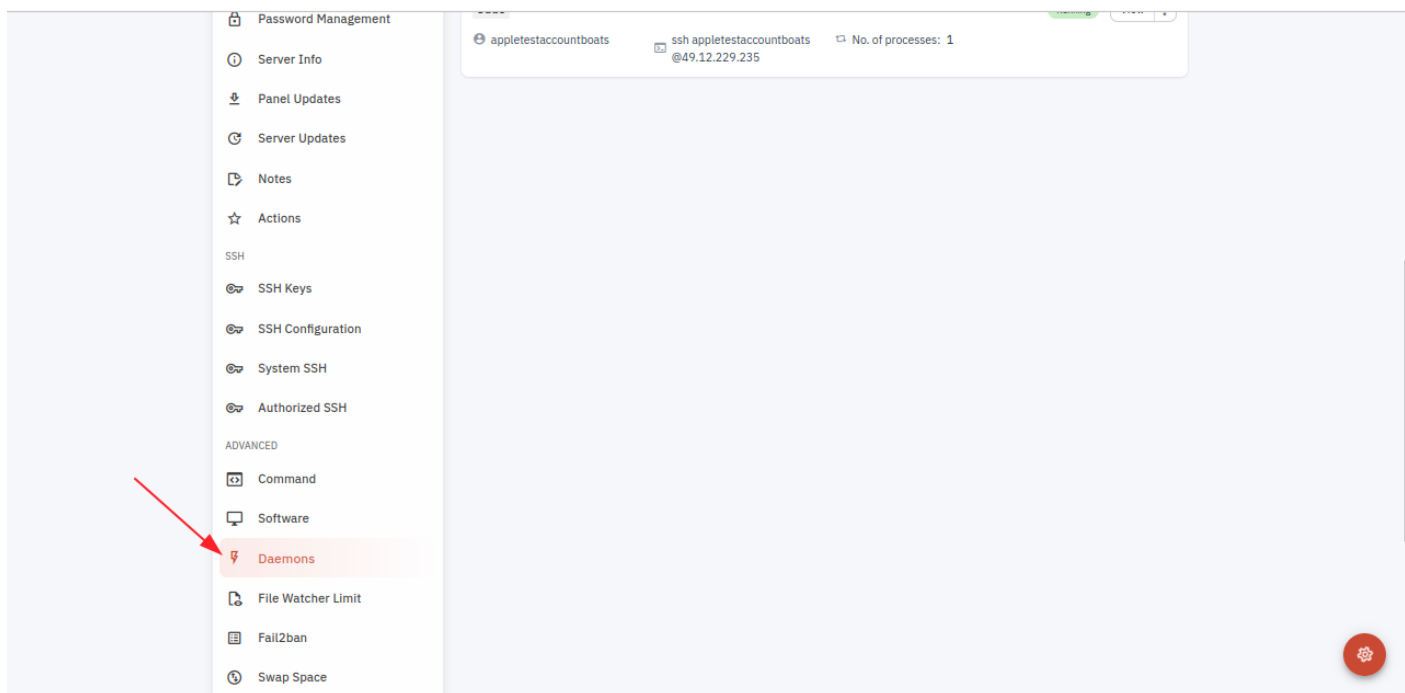 Password Management
Server Info
Panel Updates
Server Updates
Notes
Actions
SSH
SSH Keys
SSH Configuration
System SSH
Authorized SSH
ADVANCED
Command
Software
Daemons
File Watcher Limit
Fail2ban
Swap Space
appletestaccountboats
ssh appletestaccountboats
@49.12.229.235
No. of processes: 1